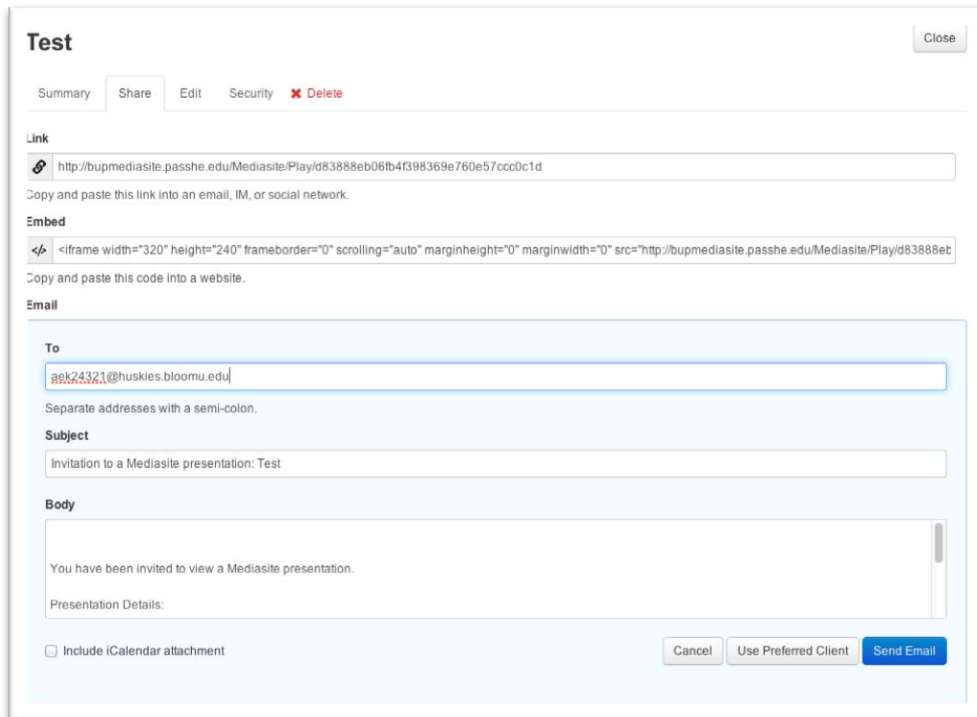 Test
Close
Summary Share Edit Security ✖ Delete
Link
http://bupmediasite.passhe.edu/Mediasite/Play/d83888eb06fb4f398369e760e57ccc0c1d
Copy and paste this link into an email, IM, or social network.
Embed
</> <iframe width="320" height="240" frameborder="0" scrolling="auto" marginheight="0" marginwidth="0" src="http://bupmediasite.passhe.edu/Mediasite/Play/d83888eb
Copy and paste this code into a website.
Email
To
aek24321@huskies.bloomu.edu
Separate addresses with a semi-colon.
Subject
Invitation to a Mediasite presentation: Test
Body
You have been invited to view a Mediasite presentation.
Presentation Details:
Include iCalendar attachment
Cancel Use Preferred Client Send Email